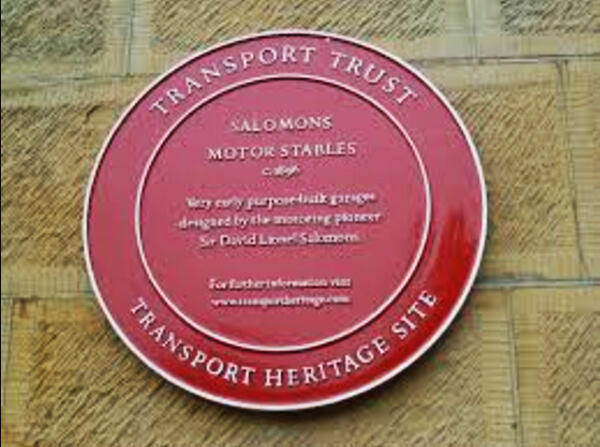 TRANSPORT TRUST
SALOMONS
MOTOR STABLES
c.1896
Very early purpose-built garages
designed by the motoring pioneer
Sir David Lionel Salomons.
For further information visit
www.transportheritage.com
TRANSPORT HERITAGE SITE